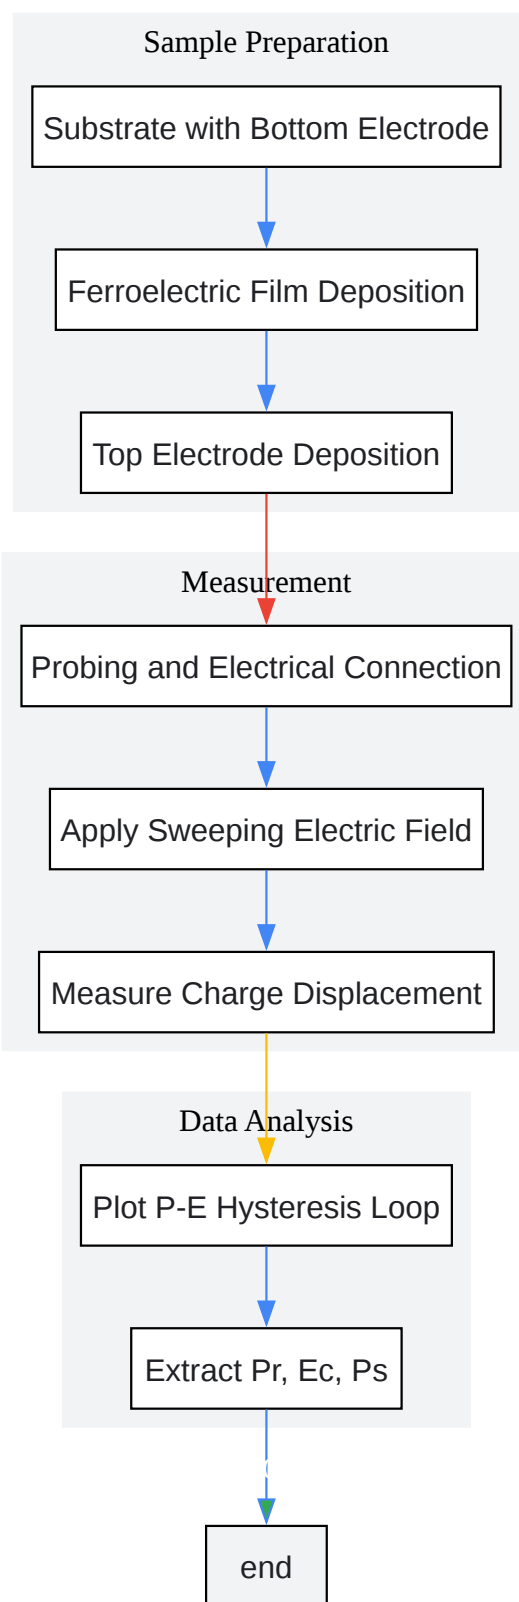 Sample Preparation
Substrate with Bottom Electrode
Ferroelectric Film Deposition
Top Electrode Deposition
Measurement
Probing and Electrical Connection
Apply Sweeping Electric Field
Measure Charge Displacement
Data Analysis
Plot P-E Hysteresis Loop
Extract Pr, Ec, Ps
end